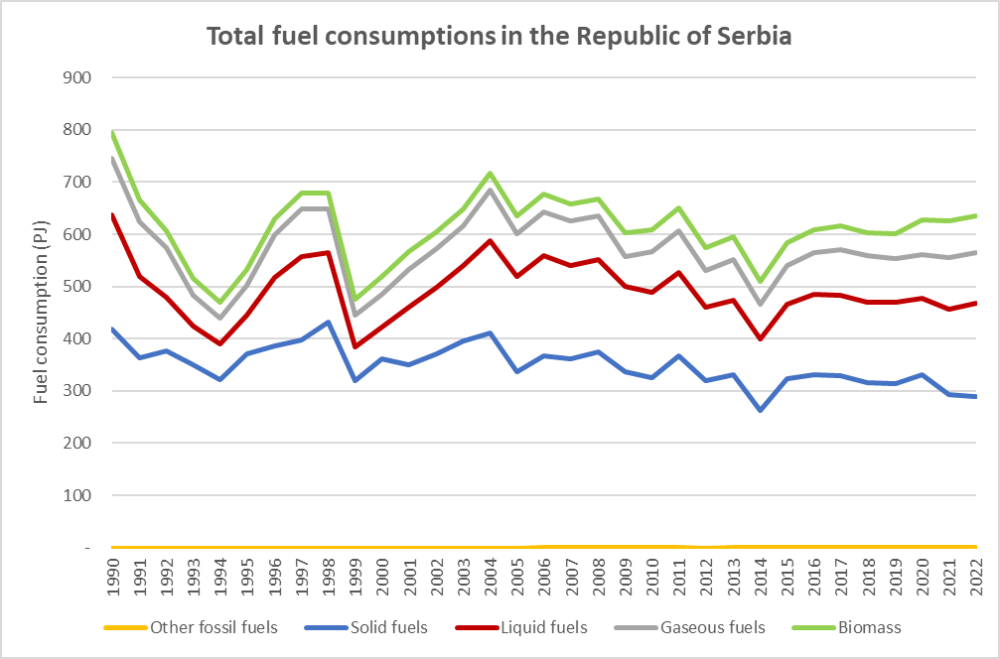 Total fuel consumptions in the Republic of Serbia
Fuel consumption (PJ)
900
800
700
600
500
400
300
200
100
-
1990 1991 1992 1993 1994 1995 1996 1997 1998 1999 2000 2001 2002 2003 2004 2005 2006 2007 2008 2009 2010 2011 2012 2013 2014 2015 2016 2017 2018 2019 2020 2021 2022
Other fossil fuels Solid fuels Liquid fuels Gaseous fuels Biomass